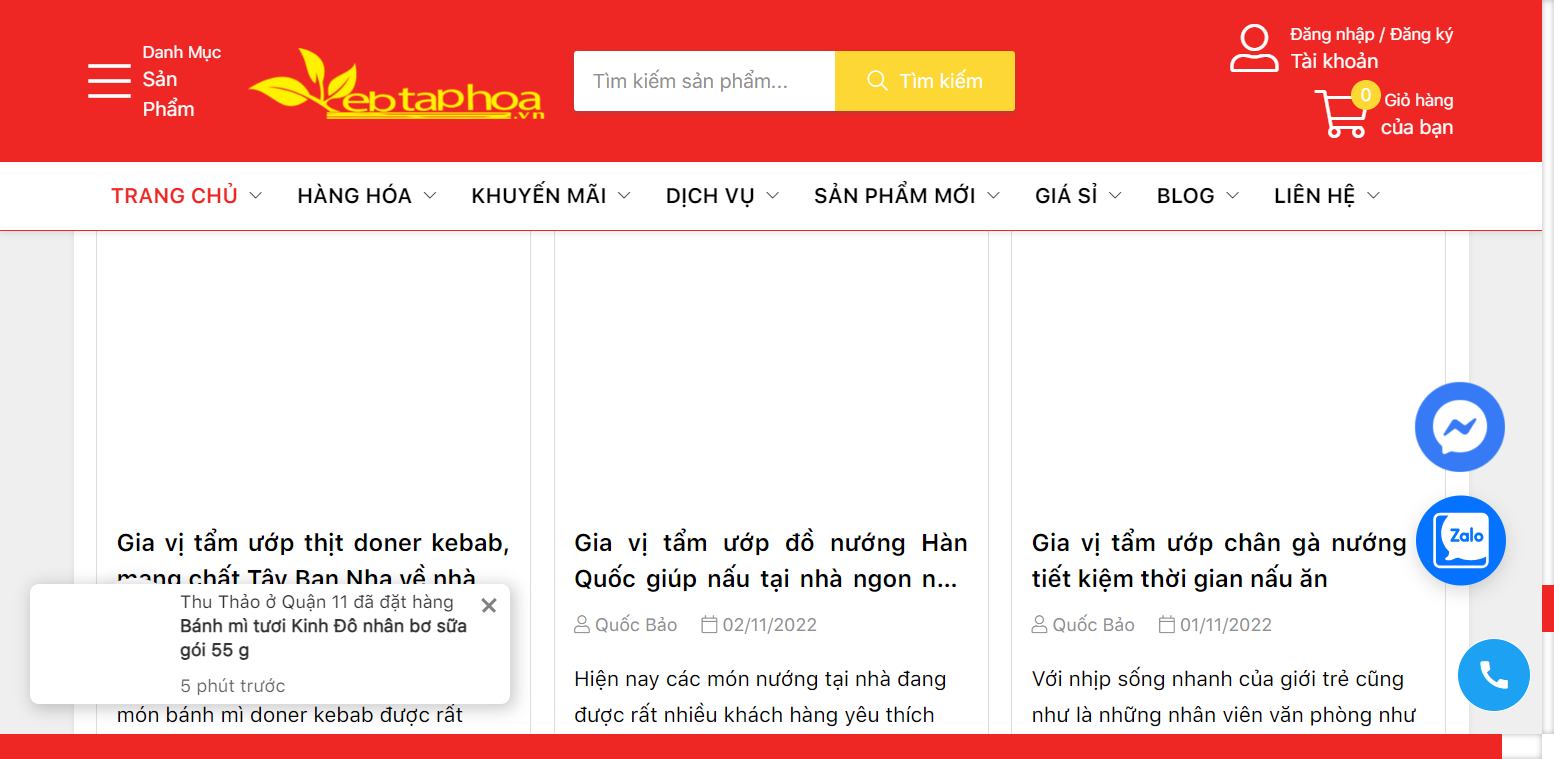 Danh Mục
Sản
Phẩm
ebtaphoa
.vn
Tìm kiếm sản phẩm...
Tìm kiếm
Đăng nhập / Đăng ký
Tài khoản
0
Giỏ hàng
của bạn
TRANG CHỦ HÀNG HÓA KHUYẾN MÃI DỊCH VỤ SẢN PHẨM MỚI GIÁ SỈ BLOG LIÊN HỆ
Gia vị tẩm ướp thịt doner kebab,
mang chất Tây Ban Nha về nhà
Thu Thảo ở Quận 11 đã đặt hàng
Bánh mì tươi Kinh Đô nhân bơ sữa
gói 55 g
5 phút trước
món bánh mì doner kebab được rất
Gia vị tẩm ướp đồ nướng Hàn
Quốc giúp nấu tại nhà ngon n...
Quốc Bảo 02/11/2022
Hiện nay các món nướng tại nhà đang
được rất nhiều khách hàng yêu thích
Gia vị tẩm ướp chân gà nướng
tiết kiệm thời gian nấu ăn
Quốc Bảo 01/11/2022
Với nhịp sống nhanh của giới trẻ cũng
như là những nhân viên văn phòng như
Zalo